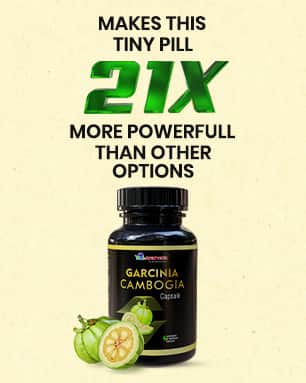 MAKES THIS
TINY PILL
21X
MORE POWERFULL
THAN OTHER
OPTIONS
GARCINIA
CAMBOGIA
Capsule